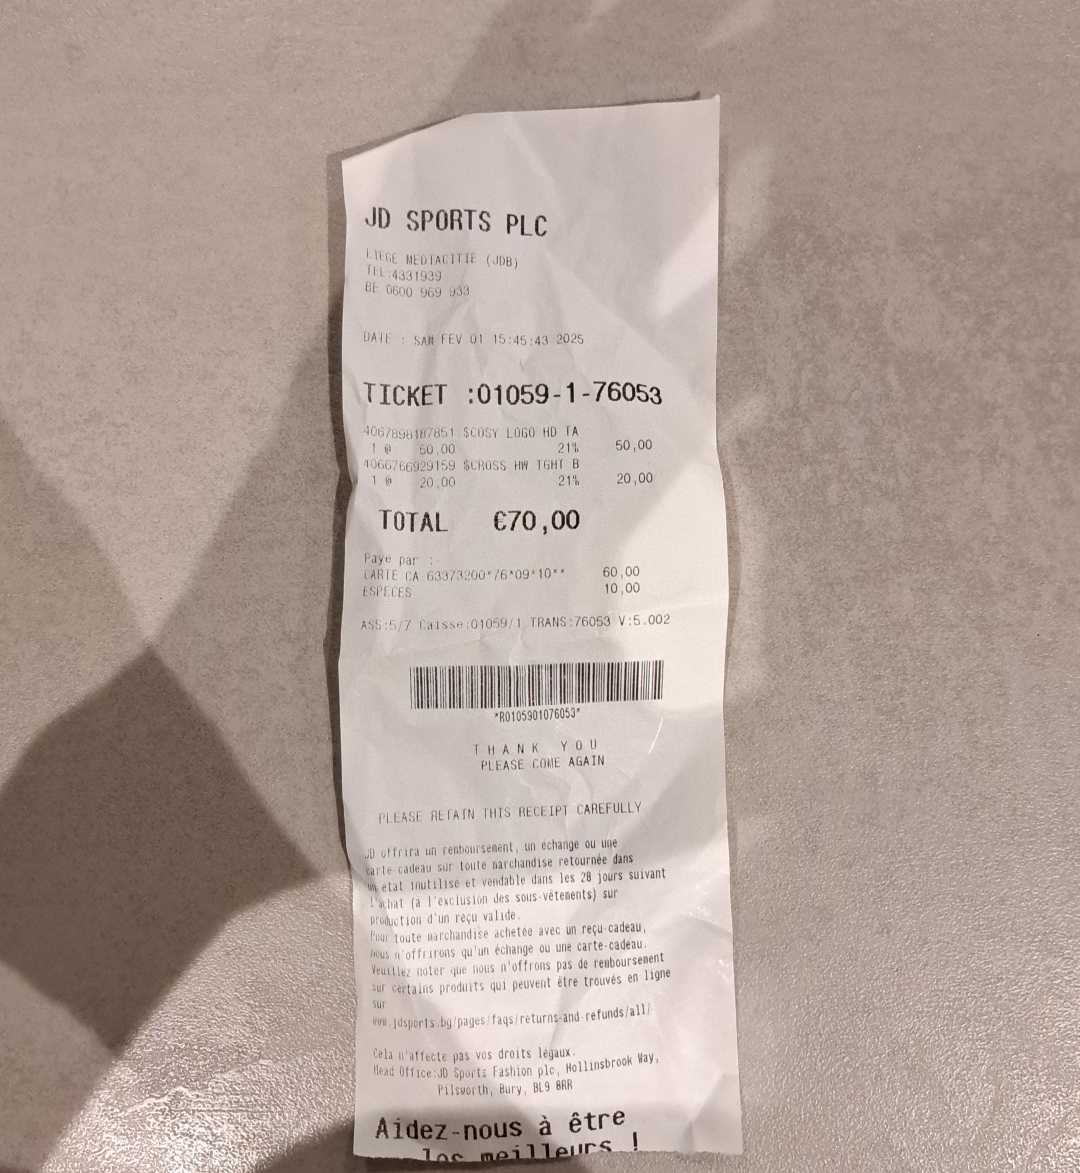 JD SPORTS PLC
LIEGE MEDIACITIE (JDB)
TEL:4331939
BE 0600 969 933
DATE : SAM FEV 01 15:45:43 2025
TICKET :01059-1-76053
4067898187851 $COSY LOGO HD TA
1 @ 50,00 21% 50,00
4066766929159 $CROSS HW TGHT B
1 @ 20,00 21% 20,00
TOTAL €70,00
Paye par :
CARTE CA 63373200*76*09*10** 60,00
ESPECES 10,00
ASS:5/7 Caisse:01059/1 TRANS:76053 V:5.002
*R0105901076053*
THANK YOU
PLEASE COME AGAIN
PLEASE RETAIN THIS RECEIPT CAREFULLY
JD offrira un remboursement, un échange ou une
carte-cadeau sur toute marchandise retournée dans
un état inutilisé et vendable dans les 28 jours suivant
l'achat (à l'exclusion des sous-vêtements) sur
production d'un reçu valide.
Pour toute marchandise achetée avec un reçu-cadeau,
nous n'offrirons qu'un échange ou une carte-cadeau.
Veuillez noter que nous n'offrons pas de remboursement
sur certains produits qui peuvent être trouvés en ligne
sur
www.jdsports.bg/pages/faqs/returns-and-refunds/all/
Cela n'affecte pas vos droits légaux.
Head Office:JD Sports Fashion plc, Hollinsbrook Way,
Pilsworth, Bury, BL9 8RR
Aidez-nous à être
les meilleurs !